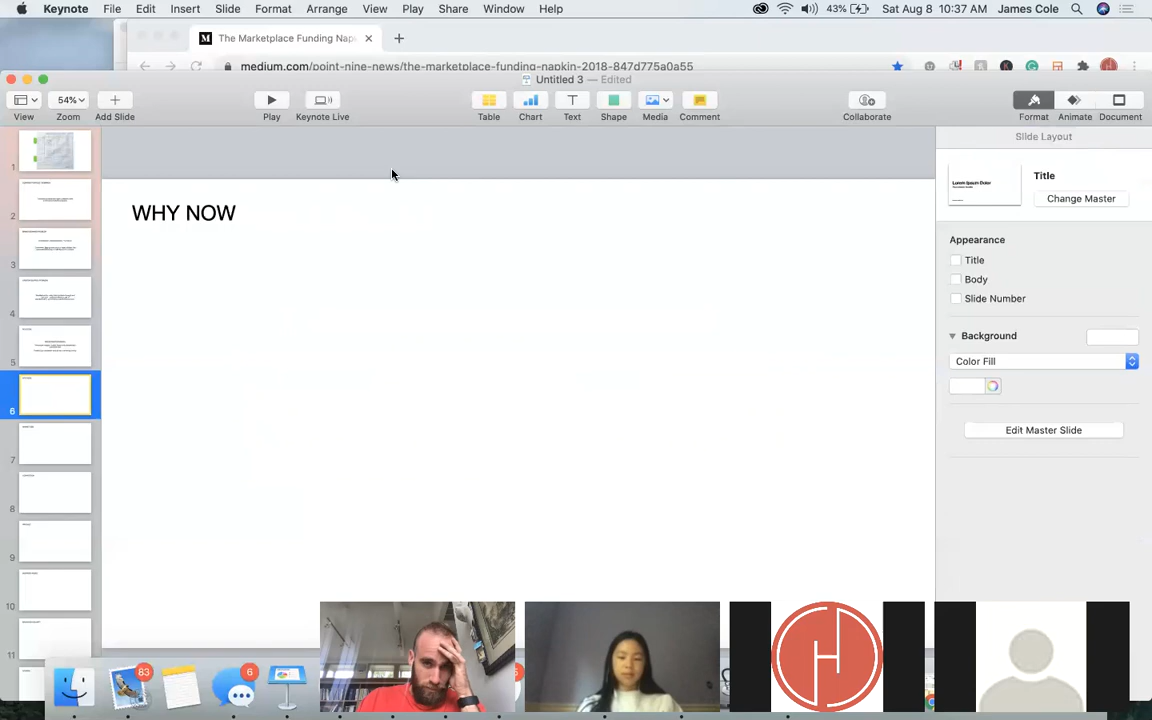 Keynote File Edit Insert Slide Format Arrange View Play Share Window Help 43% Sat Aug 8 10:37 AM James Cole
M The Marketplace Funding Nap
medium.com/point-nine-news/the-marketplace-funding-napkin-2018-847d775a0a55
Untitled 3 — Edited
54%
View Zoom Add Slide Play Keynote Live Table Chart Text Shape Media Comment Collaborate Format Animate Document
Slide Layout
Lorem Ipsum Dolor
Title
Change Master
Appearance
Title
Body
Slide Number
Background
Color Fill
Edit Master Slide
WHY NOW
1
2
3
4
5
6
7
8
9
10
11
83
6
H